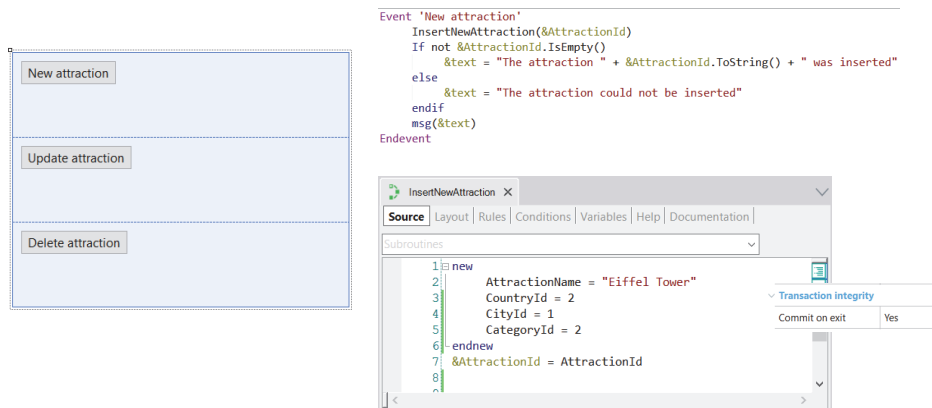 New attraction
Update attraction
Delete attraction
Event 'New attraction'
InsertNewAttraction(&AttractionId)
If not &AttractionId.IsEmpty()
&text = "The attraction " + &AttractionId.ToString() + " was inserted"
else
&text = "The attraction could not be inserted"
endif
msg(&text)
Endevent
InsertNewAttraction
Source Layout Rules Conditions Variables Help Documentation
Subroutines
1 new
2 AttractionName = "Eiffel Tower"
3 CountryId = 2
4 CityId = 1
5 CategoryId = 2
6 endnew
7 &AttractionId = AttractionId
8
Transaction integrity
Commit on exit Yes